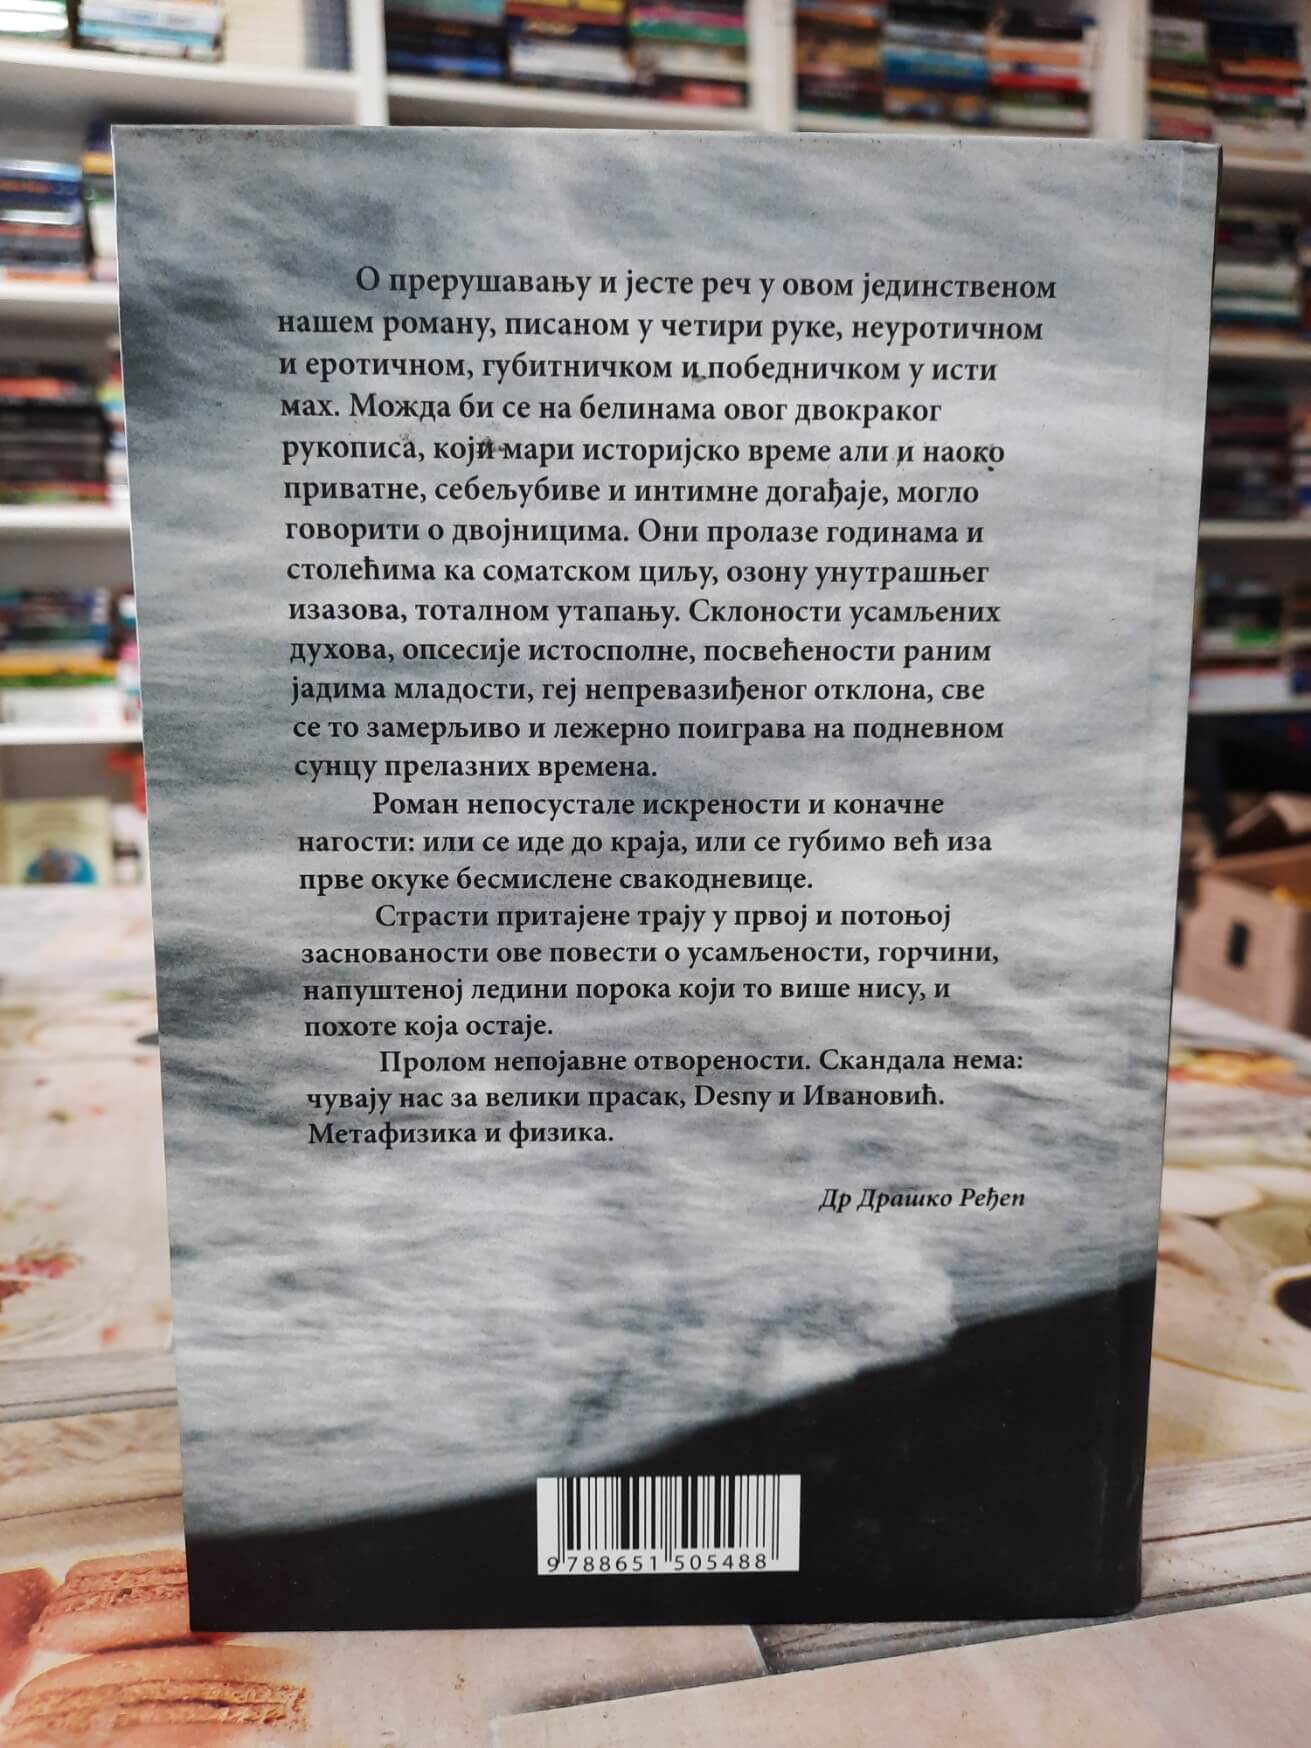 О прерушавању и јесте реч у овом јединственом
нашем роману, писаном у четири руке, неуротичном
и еротичном, губитничком и победничком у исти
мах. Можда би се на белинама овог двокраког
рукописа, који мари историјско време али и наоко
приватне, себељубиве и интимне догађаје, могло
говорити о двојницима. Они пролазе годинама и
столећима ка соматском циљу, озону унутрашњег
изазова, тоталном утапању. Склоности усамљених
духова, опсесије истосполне, посвећености раним
јадима младости, геј непревазиђеног отклона, све
се то замерљиво и лежерно поиграва на подневном
сунцу прелазних времена.
Роман непосустале искрености и коначне
нагости: или се иде до краја, или се губимо већ иза
прве окуке бесмислене свакодневице.
Страсти притајене трају у првој и потоњој
заснованости ове повести о усамљености, горчини,
напуштеној ледини порока који то више нису, и
похоте која остаје.
Пролом непојавне отворености. Скандала нема:
чувају нас за велики прасак, Desny и Ивановић.
Метафизика и физика.
Др Драшко Ређеп
9 788651 505488